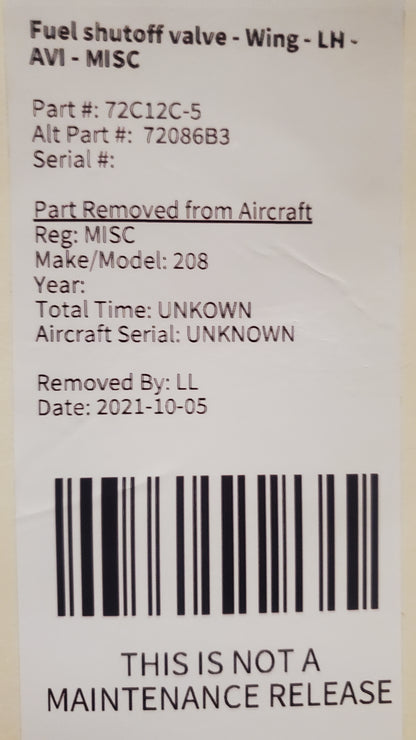 Fuel shutoff valve - Wing - LH -
AVI - MISC
Part #: 72C12C-5
Alt Part #: 72086B3
Serial #:
Part Removed from Aircraft
Reg: MISC
Make/Model: 208
Year:
Total Time: UNKOWN
Aircraft Serial: UNKNOWN
Removed By: LL
Date: 2021-10-05
THIS IS NOT A
MAINTENANCE RELEASE